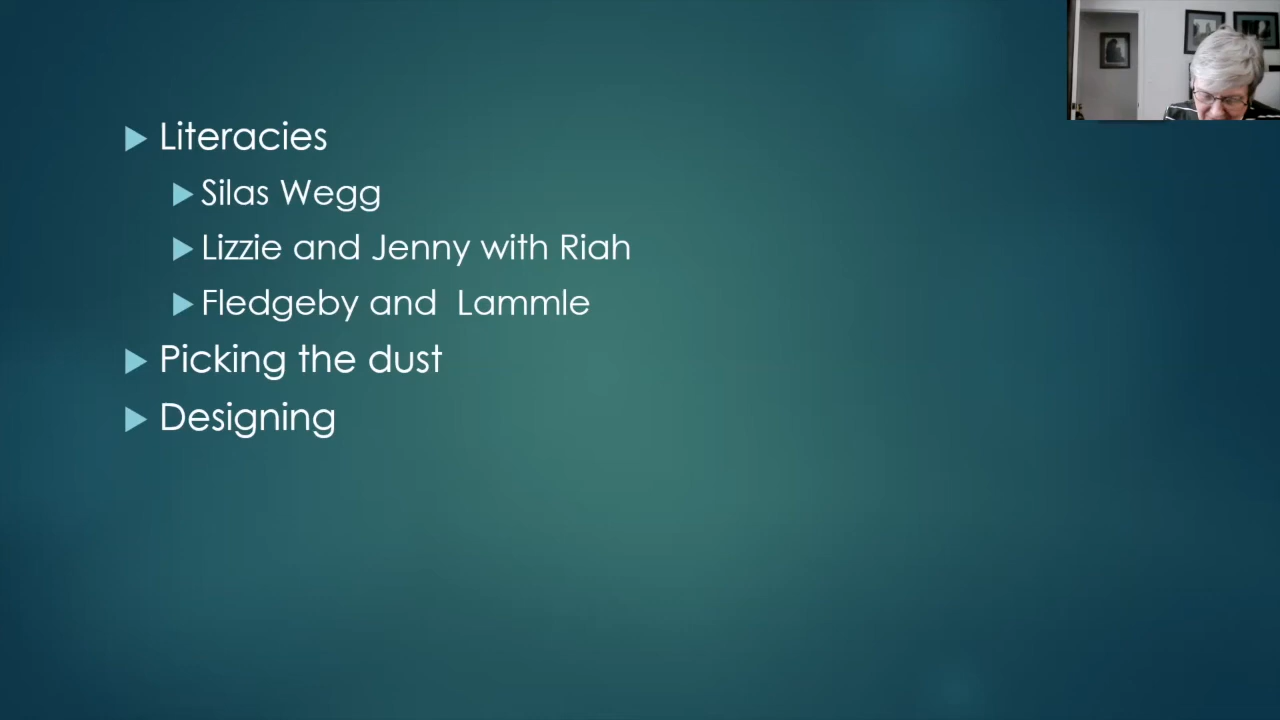 Literacies
Silas Wegg
Lizzie and Jenny with Riah
Fledgeby and  Lammle
Picking the dust
Designing